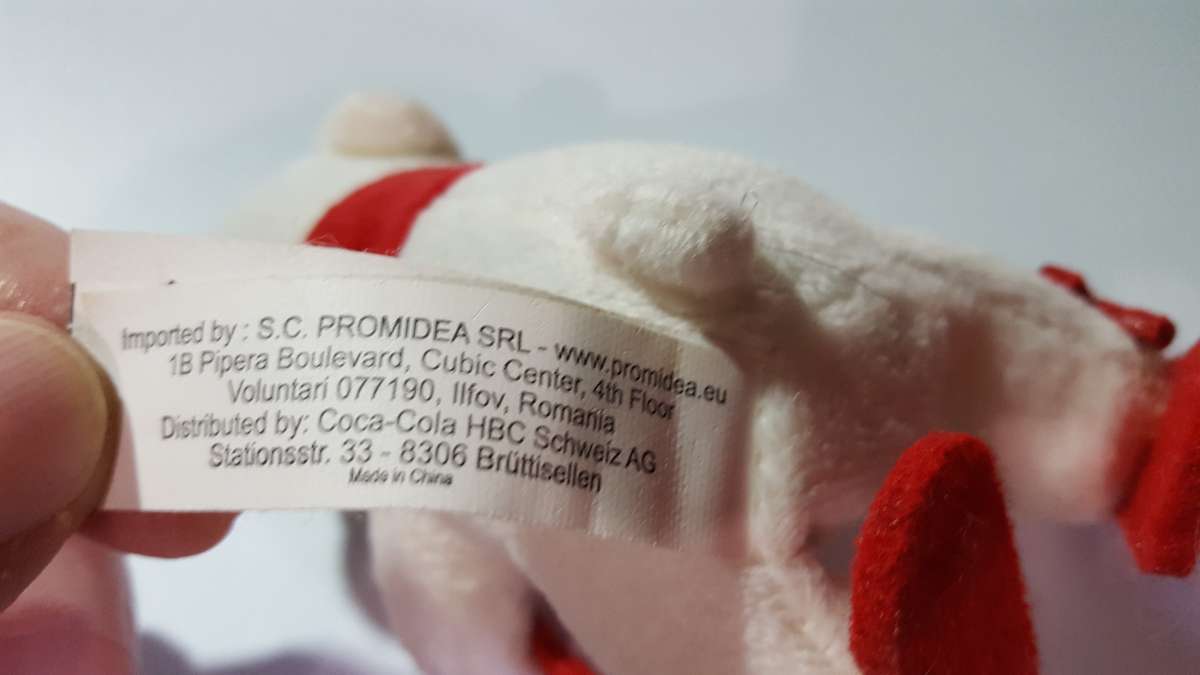 Imported by : S.C. PROMIDEA SRL - www.promidea.eu
1B Pipera Boulevard, Cubic Center, 4th Floor
Voluntari 077190, Ilfov, Romania
Distributed by: Coca-Cola HBC Schweiz AG
Stationsstr. 33 - 8306 Brüttisellen
Made in China